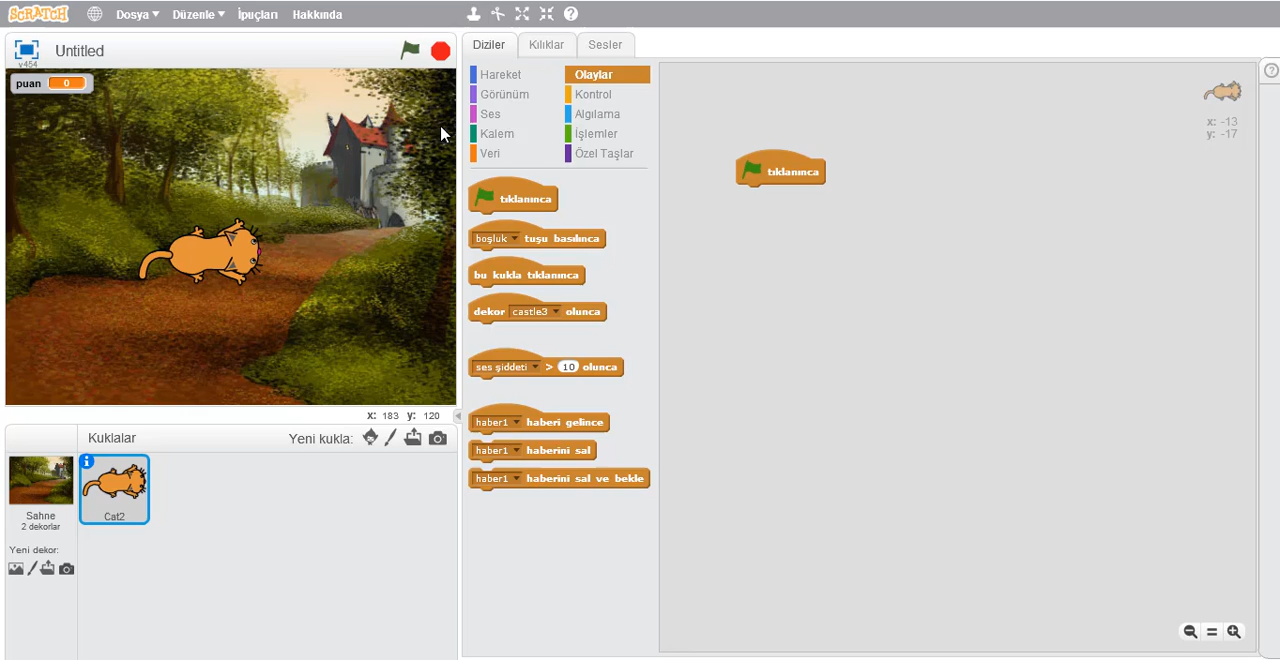 SCRATCH Dosya Düzenle İpuçları Hakkında
Untitled
v454
puan 0
x: 183 y: 120
Kuklalar Yeni kukla:
Sahne
2 dekorlar
Cat2
Yeni dekor:
Diziler Kılıklar Sesler
Hareket Olaylar
Görünüm Kontrol
Ses Algılama
Kalem İşlemler
Veri Özel Taşlar
tıklanınca
boşluk tuşu basılınca
bu kukla tıklanınca
dekor castle3 olunca
ses şiddeti > 10 olunca
haber1 haberi gelince
haber1 haberini sal
haber1 haberini sal ve bekle
tıklanınca
x: -13
y: -17